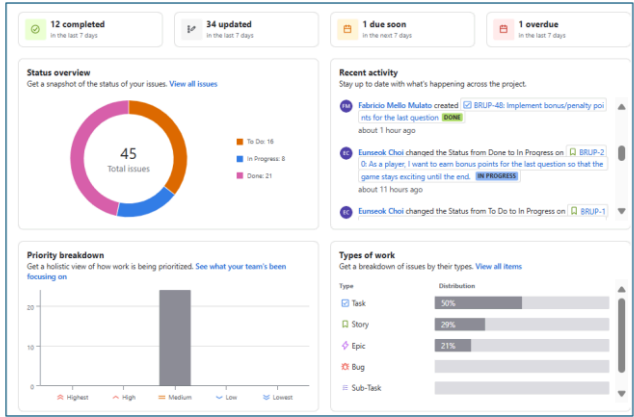 12 completed
in the last 7 days
34 updated
in the last 7 days
1 due soon
in the next 7 days
1 overdue
in the last 7 days
Status overview
Get a snapshot of the status of your issues. View all issues
45
Total issues
To Do: 16
In Progress: 8
Done: 21
Recent activity
Stay up to date with what's happening across the project.
FM
Fabricio Mello Mulato created BRUP-48: Implement bonus/penalty poi
nts for the last question DONE
about 1 hour ago
EC
Eunseok Choi changed the Status from Done to In Progress on BRUP-2
0: As a player, I want to earn bonus points for the last question so that the
game stays exciting until the end. IN PROGRESS
about 11 hours ago
EC
Eunseok Choi changed the Status from To Do to In Progress on BRUP-1
Priority breakdown
Get a holistic view of how work is being prioritized. See what your team's been
focusing on
20
10
0
Highest
High
Medium
Low
Lowest
Types of work
Get a breakdown of issues by their types. View all items
Type Distribution
Task 50%
Story 29%
Epic 21%
Bug
Sub-Task